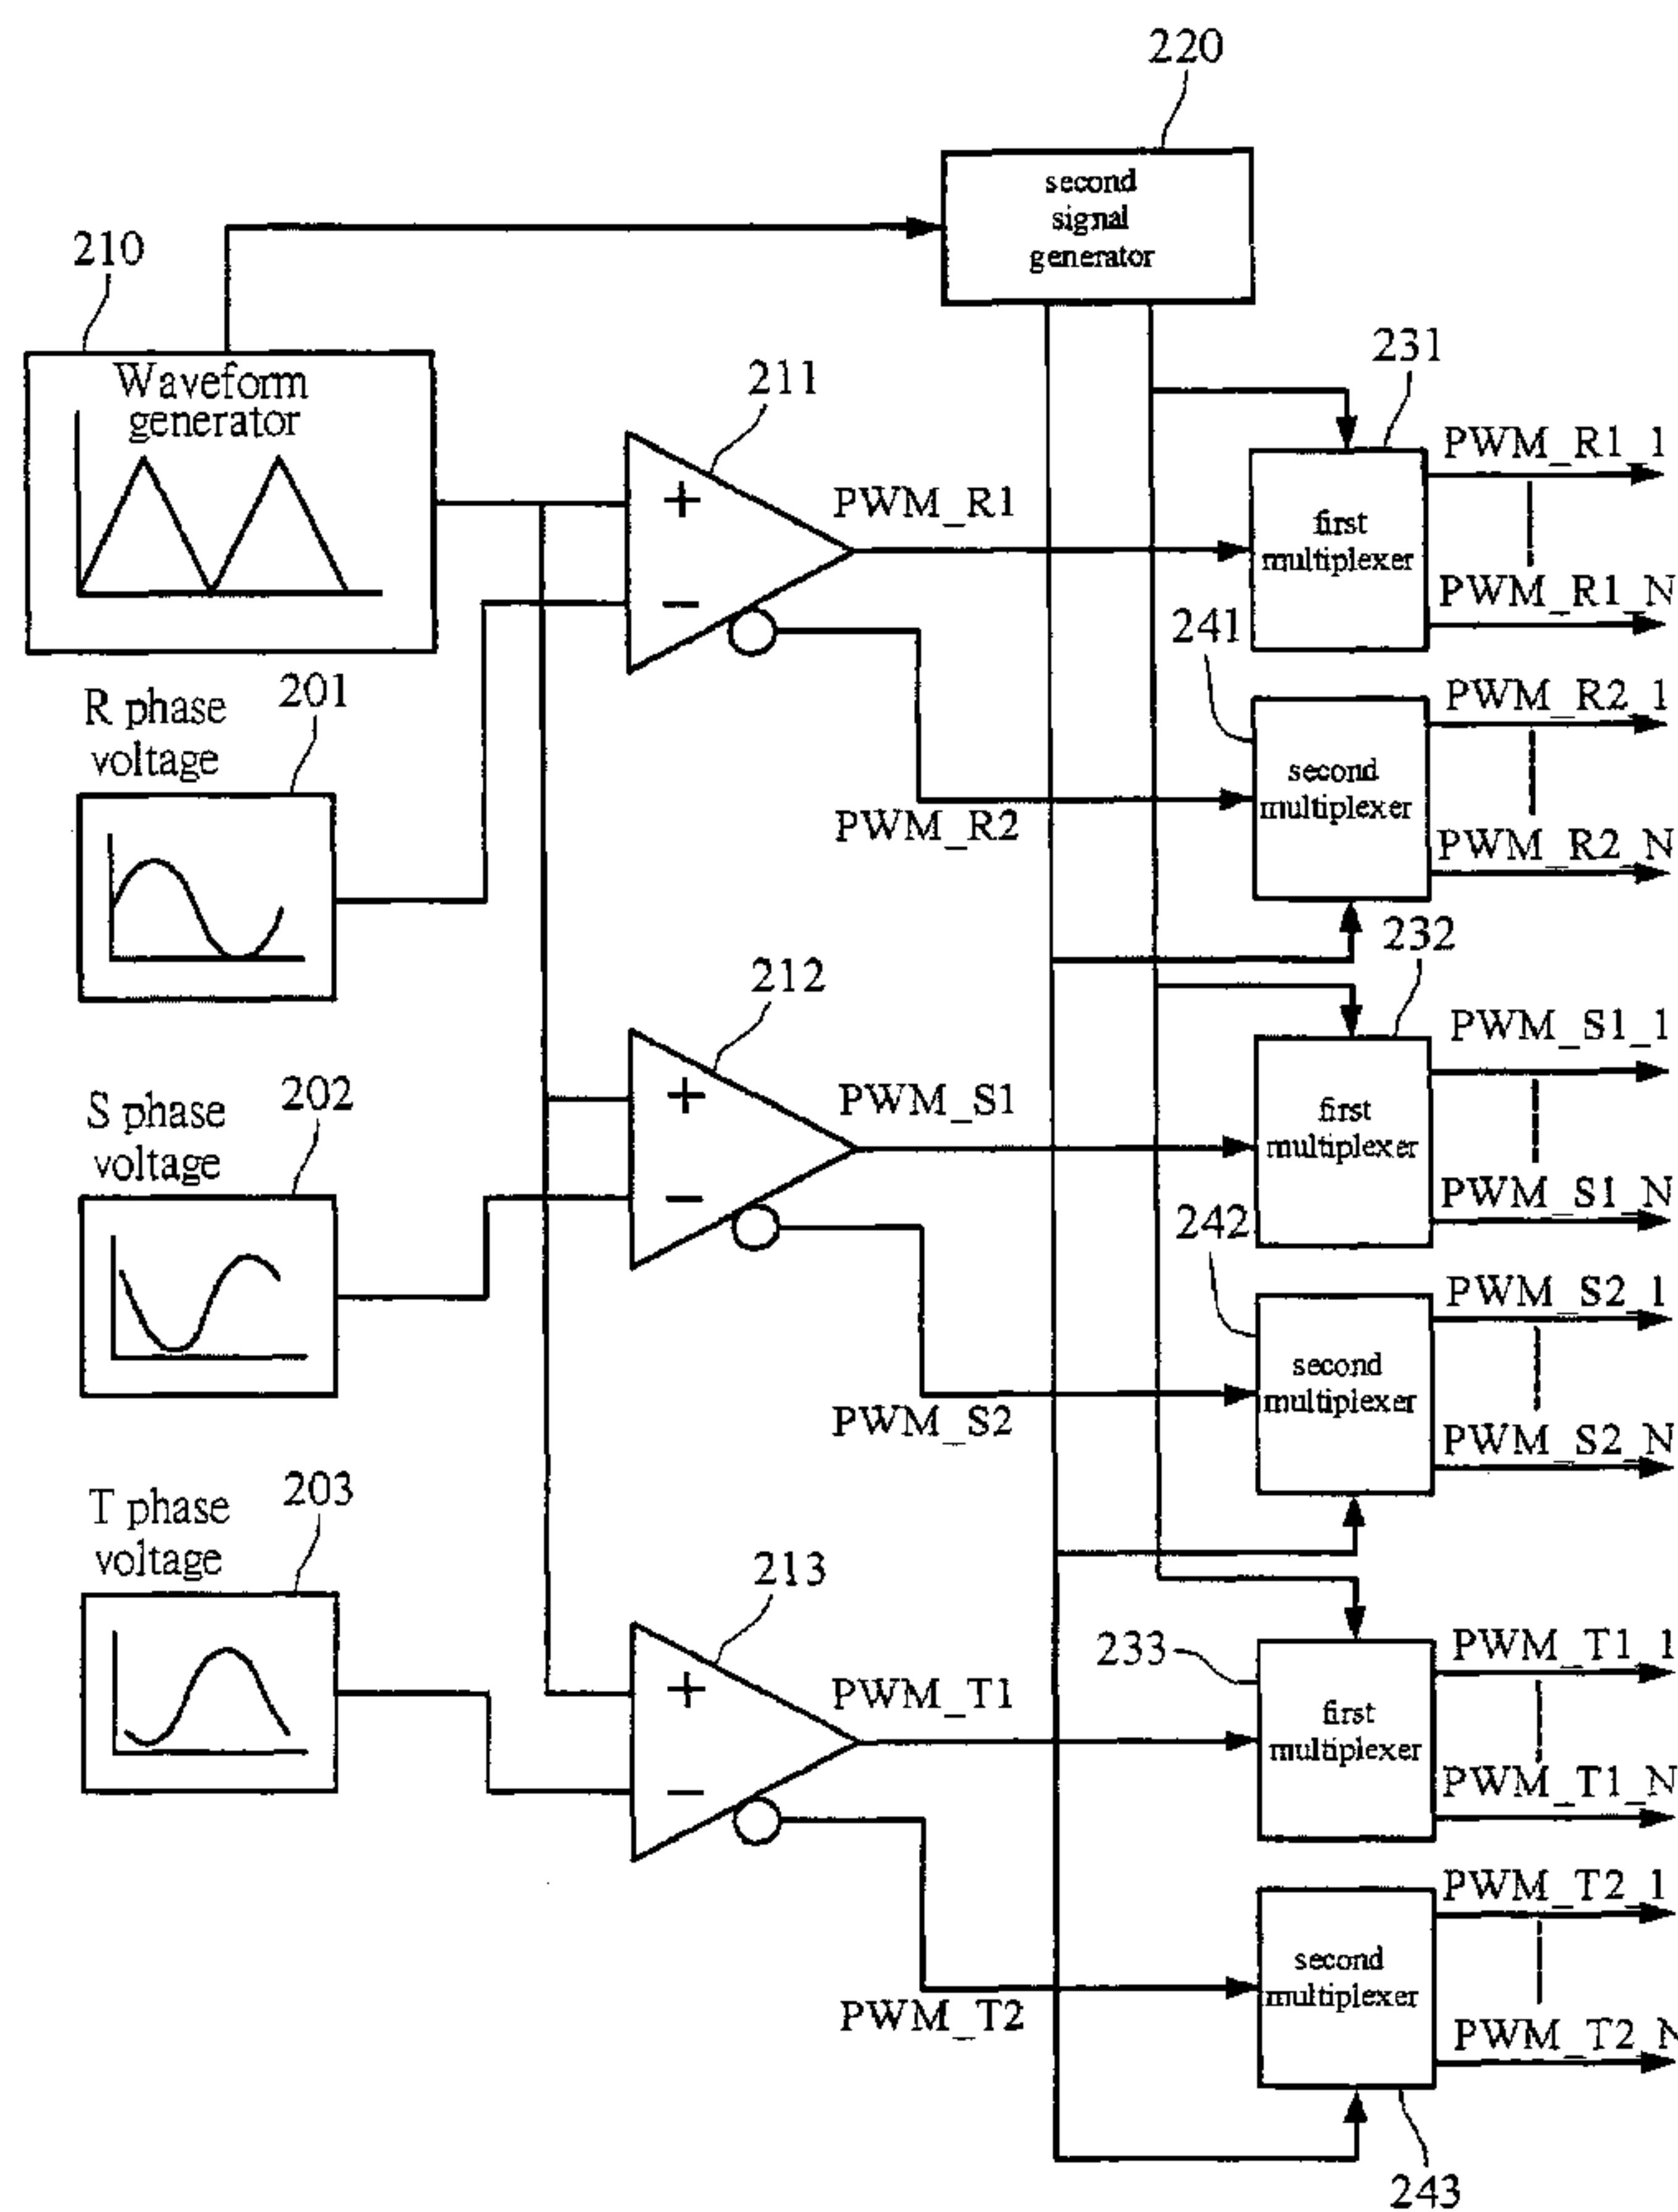 220
second
signal
generator
210
Waveform
generator
211
231
+
−
PWM_R1
first
multiplexer
PWM_R1_1
PWM_R1_N
R phase
voltage
201
241
PWM_R2
second
multiplexer
PWM_R2_1
PWM_R2_N
212
232
S phase
voltage
202
+
−
PWM_S1
first
multiplexer
PWM_S1_1
PWM_S1_N
242
PWM_S2
second
multiplexer
PWM_S2_1
PWM_S2_N
T phase
voltage
203
213
233
+
−
PWM_T1
first
multiplexer
PWM_T1_1
PWM_T1_N
PWM_T2
second
multiplexer
PWM_T2_1
PWM_T2_N
243